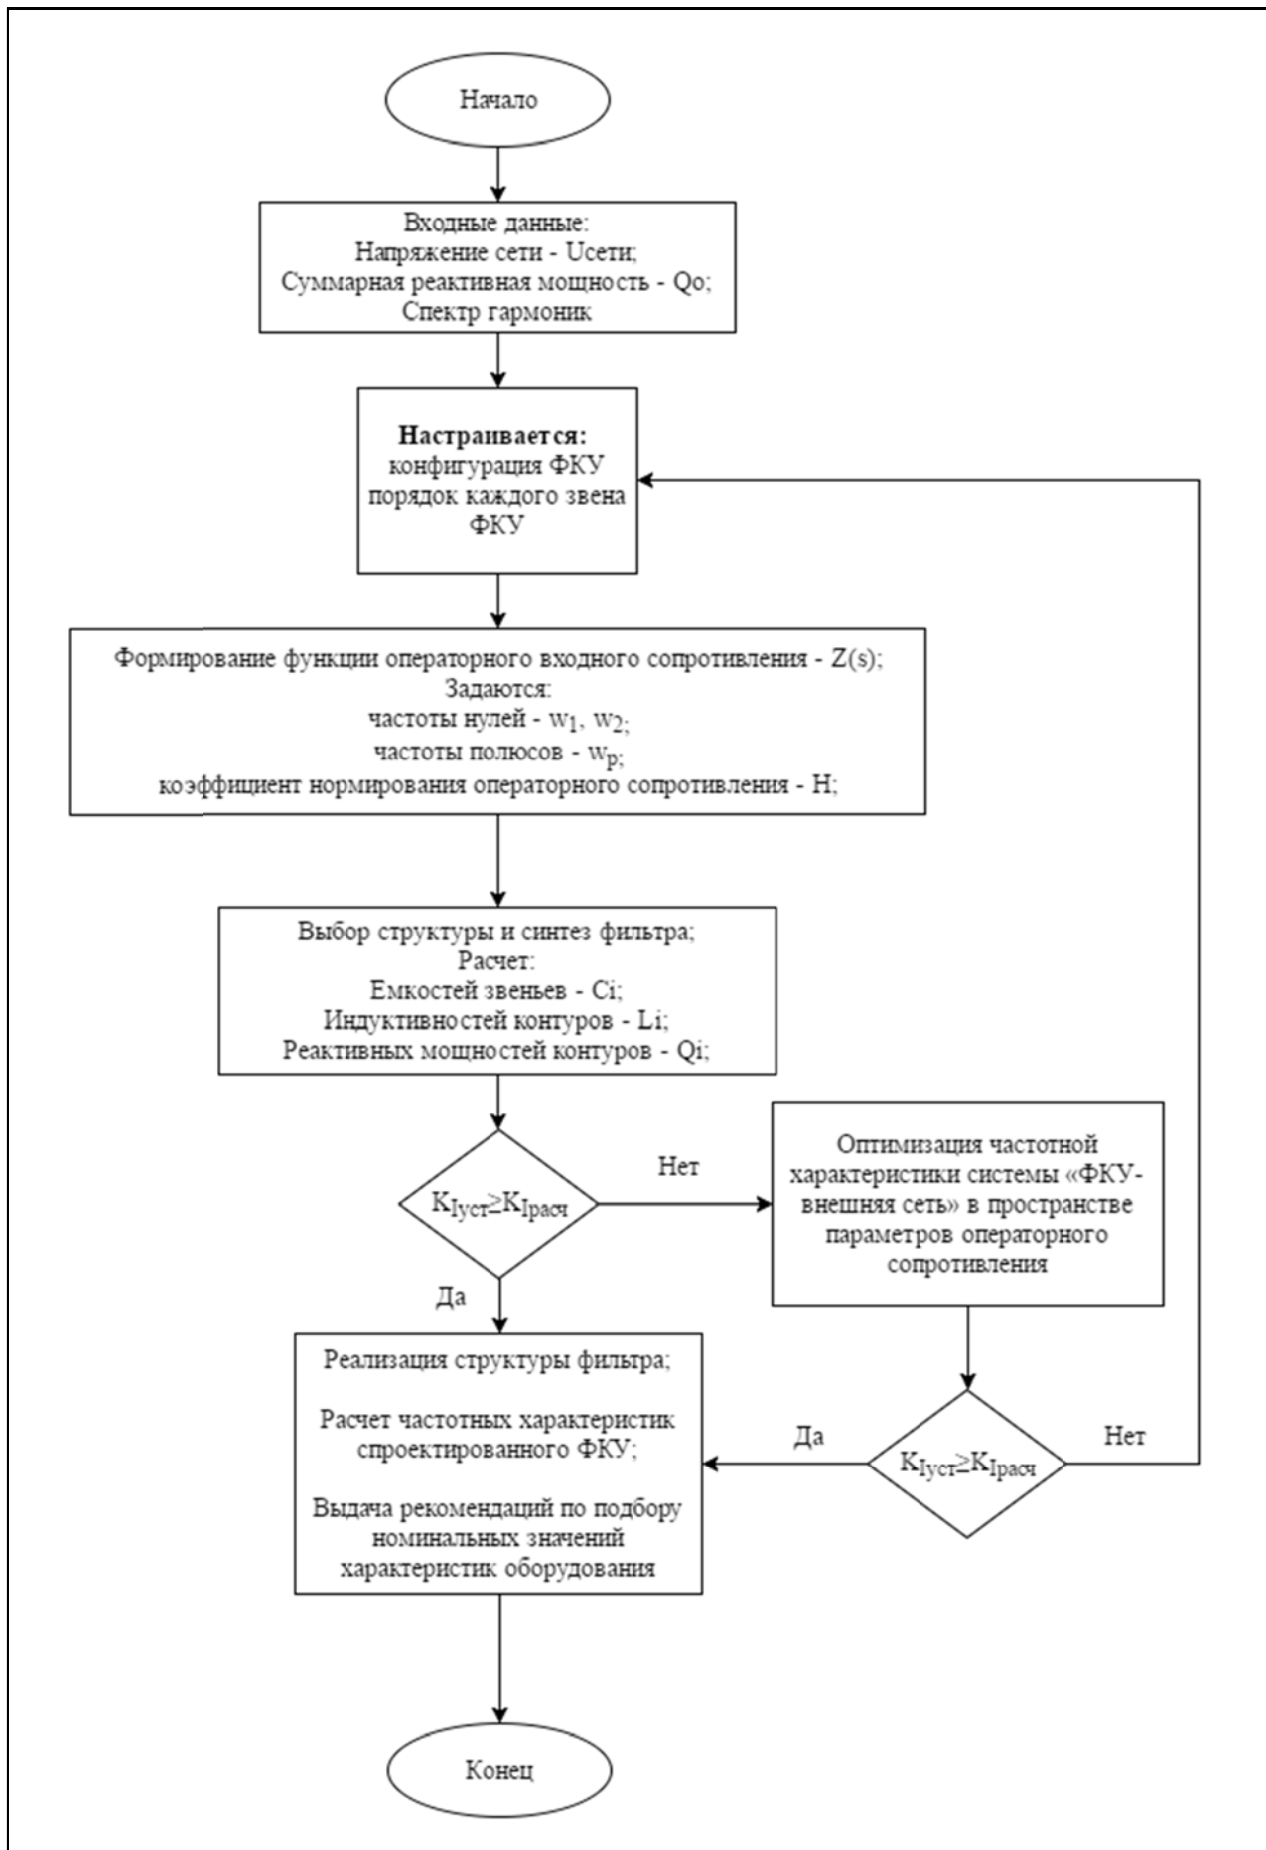 Начало
Входные данные:
Напряжение сети - Uсети;
Суммарная реактивная мощность - Qо;
Спектр гармоник
Настраивается:
конфигурация ФКУ
порядок каждого звена
ФКУ
Формирование функции операторного входного сопротивления - Z(s);
Задаются:
частоты нулей - w1, w2;
частоты полюсов - wp;
коэффициент нормирования операторного сопротивления - H;
Выбор структуры и синтез фильтра;
Расчет:
Емкостей звеньев - Ci;
Индуктивностей контуров - Li;
Реактивных мощностей контуров - Qi;
KIуст≥KIрасч
Нет
Оптимизация частотной
характеристики системы «ФКУ-
внешняя сеть» в пространстве
параметров операторного
сопротивления
Да
Реализация структуры фильтра;
Расчет частотных характеристик
спроектированного ФКУ;
Выдача рекомендаций по подбору
номинальных значений
характеристик оборудования
Да
KIуст≥KIрасч
Нет
Конец